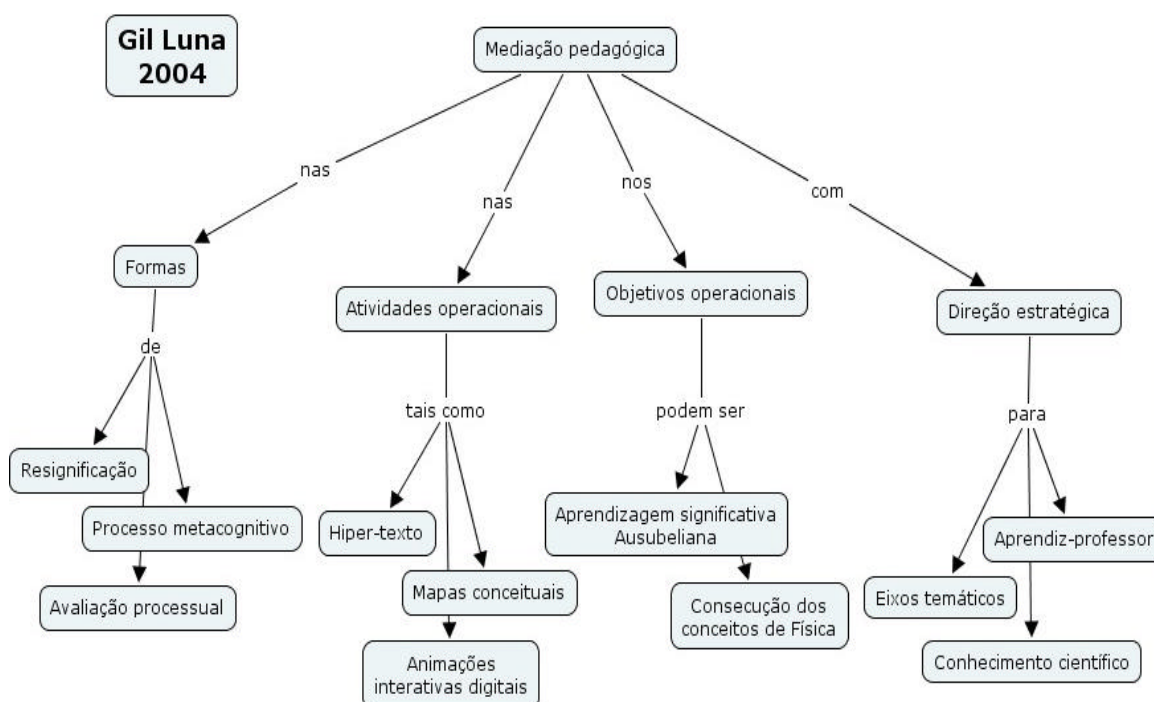 Gil Luna
2004
Mediação pedagógica
nas
nas
nos
com
Formas
Atividades operacionais
Objetivos operacionais
Direção estratégica
de
tais como
podem ser
para
Resignificação
Processo metacognitivo
Avaliação processual
Hiper-texto
Mapas conceituais
Animações
interativas digitais
Aprendizagem significativa
Ausubeliana
Consecução dos
conceitos de Física
Aprendiz-professor
Eixos temáticos
Conhecimento científico